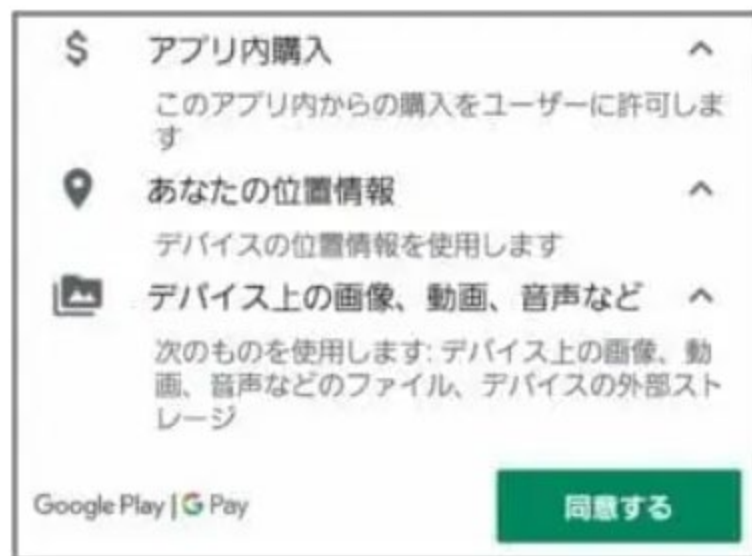 アプリ内購入
このアプリ内からの購入をユーザーに許可しま
す
あなたの位置情報
デバイスの位置情報を使用します
デバイス上の画像、動画、音声など
次のものを使用します: デバイス上の画像、動
画、音声などのファイル、デバイスの外部スト
レージ
Google Play | G Pay
同意する